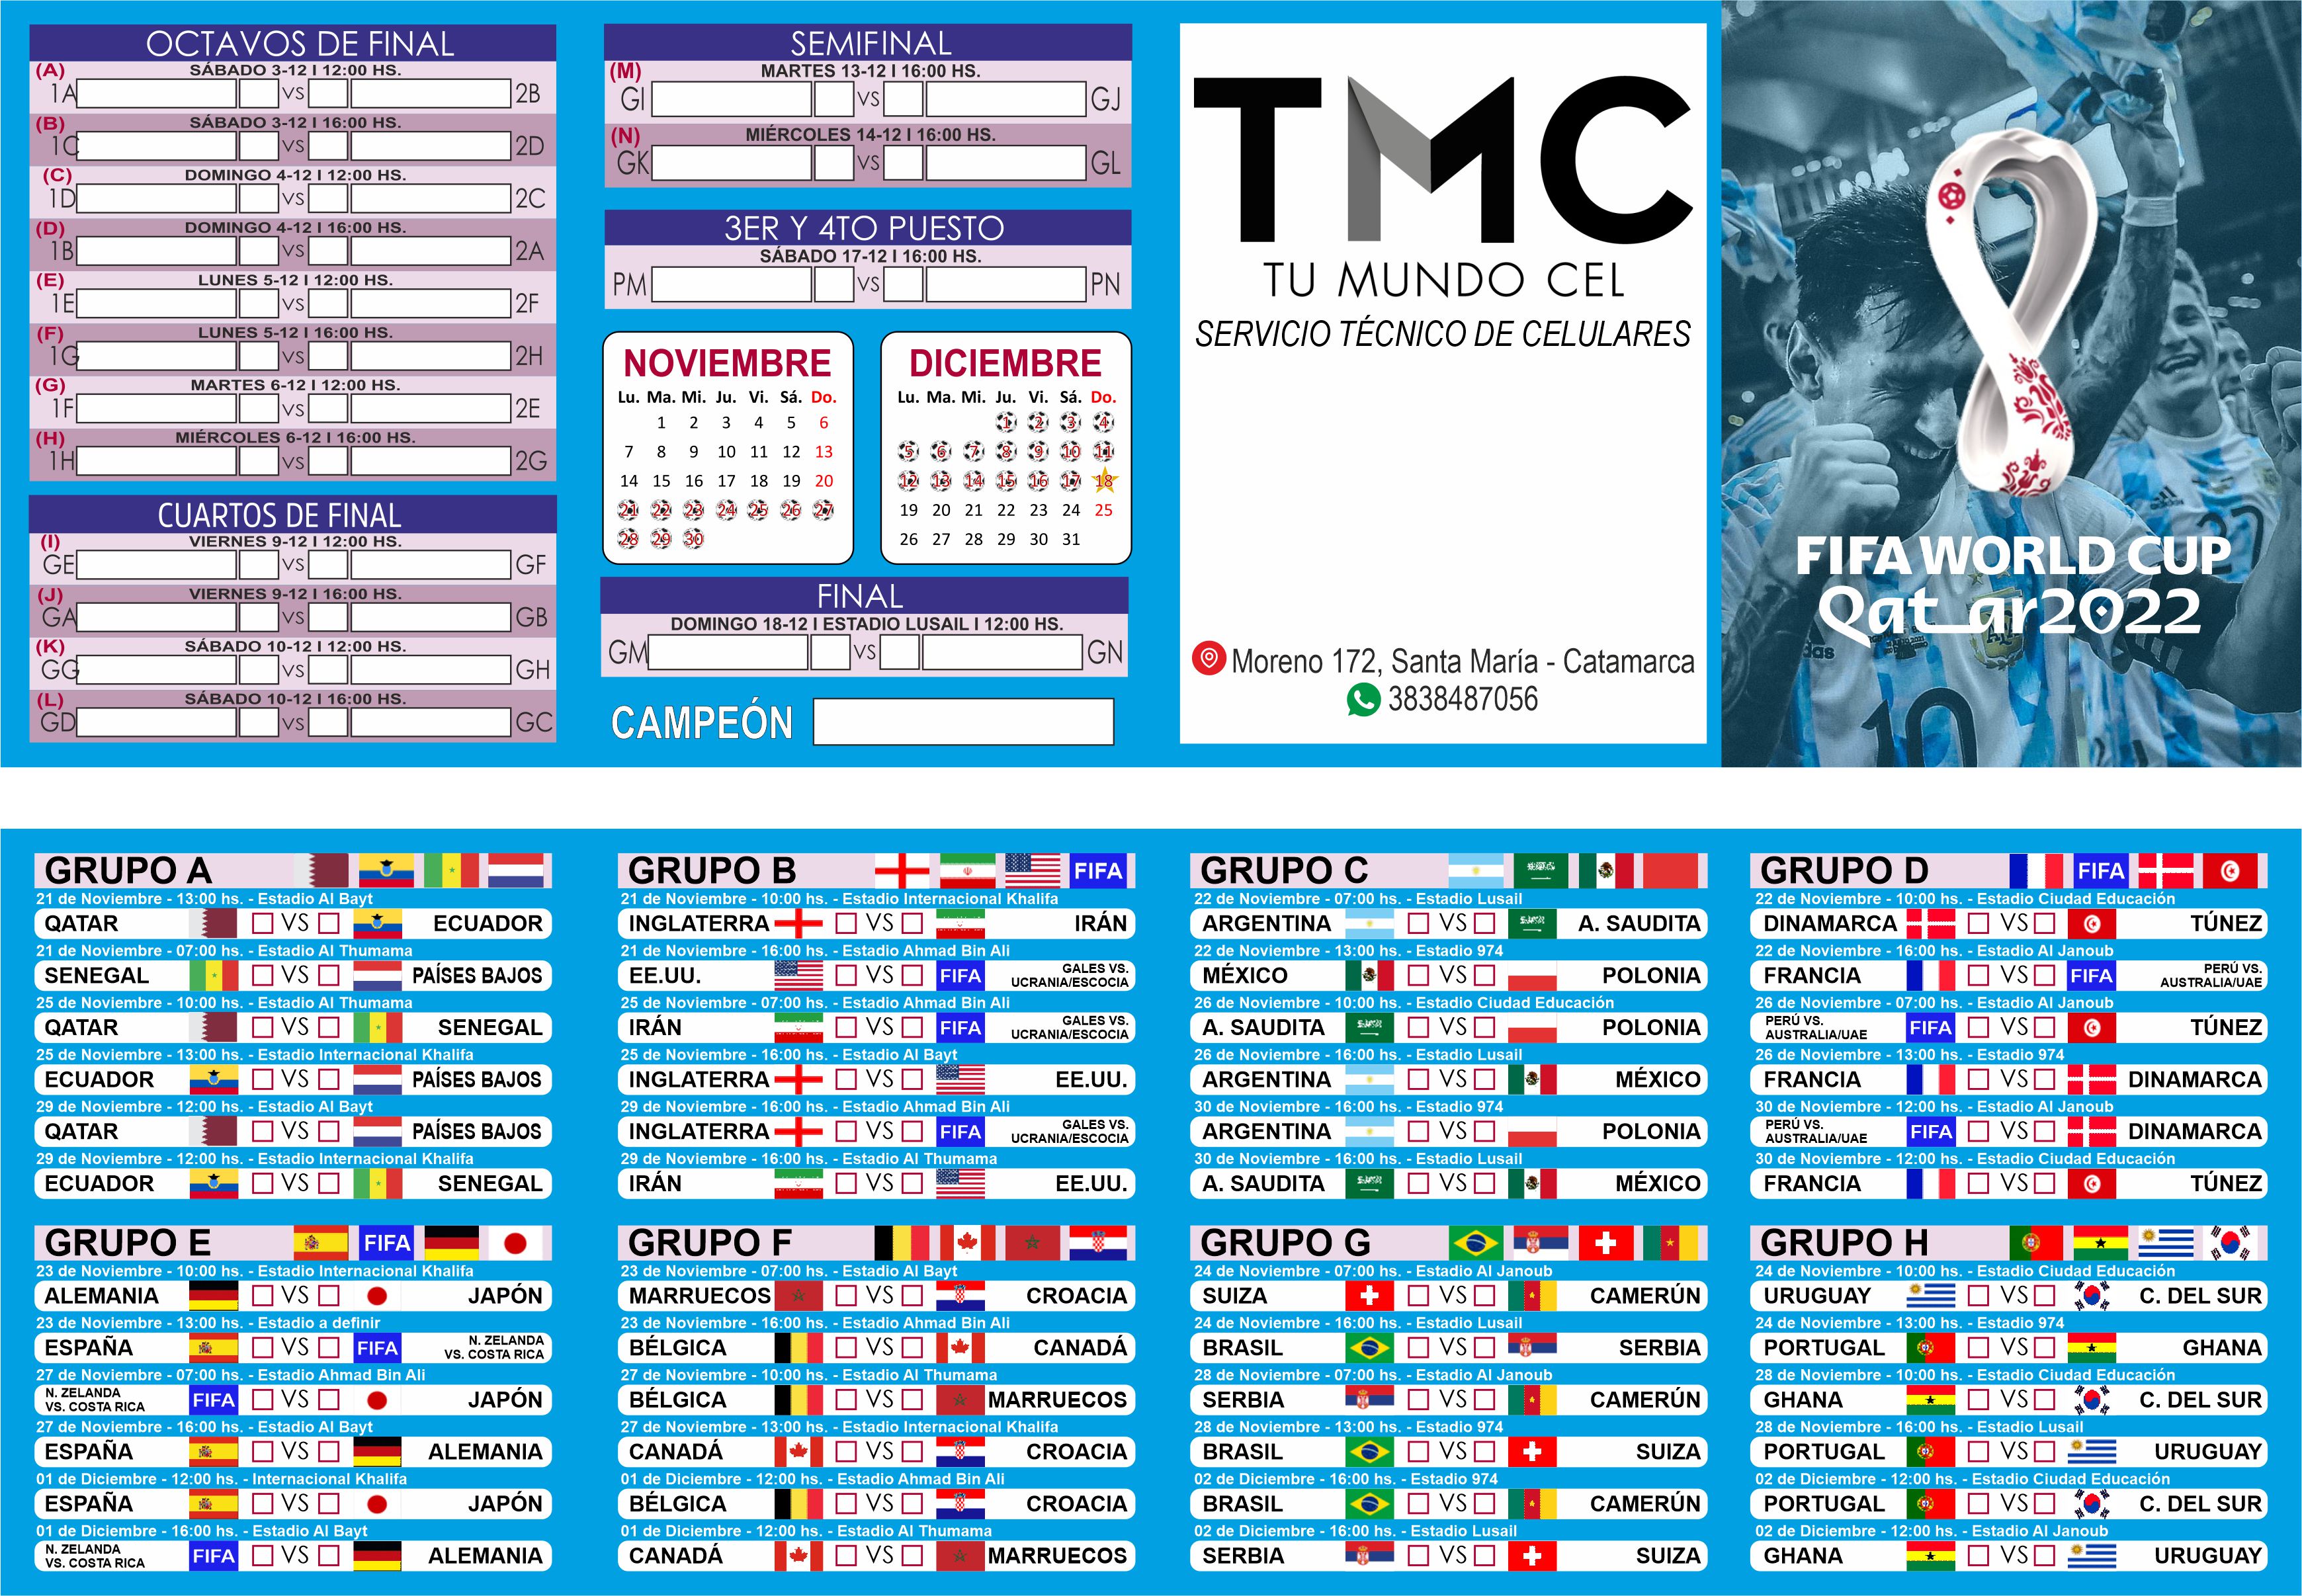 OCTAVOS DE FINAL
(A) SÁBADO 3-12 I 12:00 HS.
1A VS 2B
(B) SÁBADO 3-12 I 16:00 HS.
1C VS 2D
(C) DOMINGO 4-12 I 12:00 HS.
1D VS 2C
(D) DOMINGO 4-12 I 16:00 HS.
1B VS 2A
(E) LUNES 5-12 I 12:00 HS.
1E VS 2F
(F) LUNES 5-12 I 16:00 HS.
1G VS 2H
(G) MARTES 6-12 I 12:00 HS.
1F VS 2E
(H) MIÉRCOLES 6-12 I 16:00 HS.
1H VS 2G
CUARTOS DE FINAL
(I) VIERNES 9-12 I 12:00 HS.
GE VS GF
(J) VIERNES 9-12 I 16:00 HS.
GA VS GB
(K) SÁBADO 10-12 I 12:00 HS.
GG VS GH
(L) SÁBADO 10-12 I 16:00 HS.
GD VS GC
SEMIFINAL
(M) MARTES 13-12 I 16:00 HS.
GI VS GJ
(N) MIÉRCOLES 14-12 I 16:00 HS.
GK VS GL
3ER Y 4TO PUESTO
SÁBADO 17-12 I 16:00 HS.
PM VS PN
NOVIEMBRE
Lu. Ma. Mi. Ju. Vi. Sá. Do.
1 2 3 4 5 6
7 8 9 10 11 12 13
14 15 16 17 18 19 20
21 22 23 24 25 26 27
28 29 30
DICIEMBRE
Lu. Ma. Mi. Ju. Vi. Sá. Do.
1 2 3 4
5 6 7 8 9 10 11
12 13 14 15 16 17 18
19 20 21 22 23 24 25
26 27 28 29 30 31
FINAL
DOMINGO 18-12 I ESTADIO LUSAIL I 12:00 HS.
GM VS GN
CAMPEÓN
TMC
TU MUNDO CEL
SERVICIO TÉCNICO DE CELULARES
Moreno 172, Santa María - Catamarca
3838487056
FIFA WORLD CUP
Qatar2022
adidas
AFA
10
27
GRUPO A
21 de Noviembre - 13:00 hs. - Estadio Al Bayt
QATAR VS ECUADOR
21 de Noviembre - 07:00 hs. - Estadio Al Thumama
SENEGAL VS PAÍSES BAJOS
25 de Noviembre - 10:00 hs. - Estadio Al Thumama
QATAR VS SENEGAL
25 de Noviembre - 13:00 hs. - Estadio Internacional Khalifa
ECUADOR VS PAÍSES BAJOS
29 de Noviembre - 12:00 hs. - Estadio Al Bayt
QATAR VS PAÍSES BAJOS
29 de Noviembre - 12:00 hs. - Estadio Internacional Khalifa
ECUADOR VS SENEGAL
GRUPO B FIFA
21 de Noviembre - 10:00 hs. - Estadio Internacional Khalifa
INGLATERRA VS IRÁN
21 de Noviembre - 16:00 hs. - Estadio Ahmad Bin Ali
EE.UU. VS FIFA GALES VS.
UCRANIA/ESCOCIA
25 de Noviembre - 07:00 hs. - Estadio Ahmad Bin Ali
IRÁN VS FIFA GALES VS.
UCRANIA/ESCOCIA
25 de Noviembre - 16:00 hs. - Estadio Al Bayt
INGLATERRA VS EE.UU.
29 de Noviembre - 16:00 hs. - Estadio Ahmad Bin Ali
INGLATERRA VS FIFA GALES VS.
UCRANIA/ESCOCIA
29 de Noviembre - 16:00 hs. - Estadio Al Thumama
IRÁN VS EE.UU.
GRUPO C
22 de Noviembre - 07:00 hs. - Estadio Lusail
ARGENTINA VS A. SAUDITA
22 de Noviembre - 13:00 hs. - Estadio 974
MÉXICO VS POLONIA
26 de Noviembre - 10:00 hs. - Estadio Ciudad Educación
A. SAUDITA VS POLONIA
26 de Noviembre - 16:00 hs. - Estadio Lusail
ARGENTINA VS MÉXICO
30 de Noviembre - 16:00 hs. - Estadio 974
ARGENTINA VS POLONIA
30 de Noviembre - 16:00 hs. - Estadio Lusail
A. SAUDITA VS MÉXICO
GRUPO D FIFA
22 de Noviembre - 10:00 hs. - Estadio Ciudad Educación
DINAMARCA VS TÚNEZ
22 de Noviembre - 16:00 hs. - Estadio Al Janoub
FRANCIA VS FIFA PERÚ VS.
AUSTRALIA/UAE
26 de Noviembre - 07:00 hs. - Estadio Al Janoub
PERÚ VS.
AUSTRALIA/UAE FIFA VS TÚNEZ
26 de Noviembre - 13:00 hs. - Estadio 974
FRANCIA VS DINAMARCA
30 de Noviembre - 12:00 hs. - Estadio Al Janoub
PERÚ VS.
AUSTRALIA/UAE FIFA VS DINAMARCA
30 de Noviembre - 12:00 hs. - Estadio Ciudad Educación
FRANCIA VS TÚNEZ
GRUPO E FIFA
23 de Noviembre - 10:00 hs. - Estadio Internacional Khalifa
ALEMANIA VS JAPÓN
23 de Noviembre - 13:00 hs. - Estadio a definir
ESPAÑA VS FIFA N. ZELANDA
VS. COSTA RICA
27 de Noviembre - 07:00 hs. - Estadio Ahmad Bin Ali
N. ZELANDA
VS. COSTA RICA FIFA VS JAPÓN
27 de Noviembre - 16:00 hs. - Estadio Al Bayt
ESPAÑA VS ALEMANIA
01 de Diciembre - 12:00 hs. - Internacional Khalifa
ESPAÑA VS JAPÓN
01 de Diciembre - 16:00 hs. - Estadio Al Bayt
N. ZELANDA
VS. COSTA RICA FIFA VS ALEMANIA
GRUPO F
23 de Noviembre - 07:00 hs. - Estadio Al Bayt
MARRUECOS VS CROACIA
23 de Noviembre - 16:00 hs. - Estadio Ahmad Bin Ali
BÉLGICA VS CANADÁ
27 de Noviembre - 10:00 hs. - Estadio Al Thumama
BÉLGICA VS MARRUECOS
27 de Noviembre - 13:00 hs. - Estadio Internacional Khalifa
CANADÁ VS CROACIA
01 de Diciembre - 12:00 hs. - Estadio Ahmad Bin Ali
BÉLGICA VS CROACIA
01 de Diciembre - 12:00 hs. - Estadio Al Thumama
CANADÁ VS MARRUECOS
GRUPO G
24 de Noviembre - 07:00 hs. - Estadio Al Janoub
SUIZA VS CAMERÚN
24 de Noviembre - 16:00 hs. - Estadio Lusail
BRASIL VS SERBIA
28 de Noviembre - 07:00 hs. - Estadio Al Janoub
SERBIA VS CAMERÚN
28 de Noviembre - 13:00 hs. - Estadio 974
BRASIL VS SUIZA
02 de Diciembre - 16:00 hs. - Estadio 974
BRASIL VS CAMERÚN
02 de Diciembre - 16:00 hs. - Estadio Lusail
SERBIA VS SUIZA
GRUPO H
24 de Noviembre - 10:00 hs. - Estadio Ciudad Educación
URUGUAY VS C. DEL SUR
24 de Noviembre - 13:00 hs. - Estadio 974
PORTUGAL VS GHANA
28 de Noviembre - 10:00 hs. - Estadio Ciudad Educación
GHANA VS C. DEL SUR
28 de Noviembre - 16:00 hs. - Estadio Lusail
PORTUGAL VS URUGUAY
02 de Diciembre - 12:00 hs. - Estadio Ciudad Educación
PORTUGAL VS C. DEL SUR
02 de Diciembre - 12:00 hs. - Estadio Al Janoub
GHANA VS URUGUAY